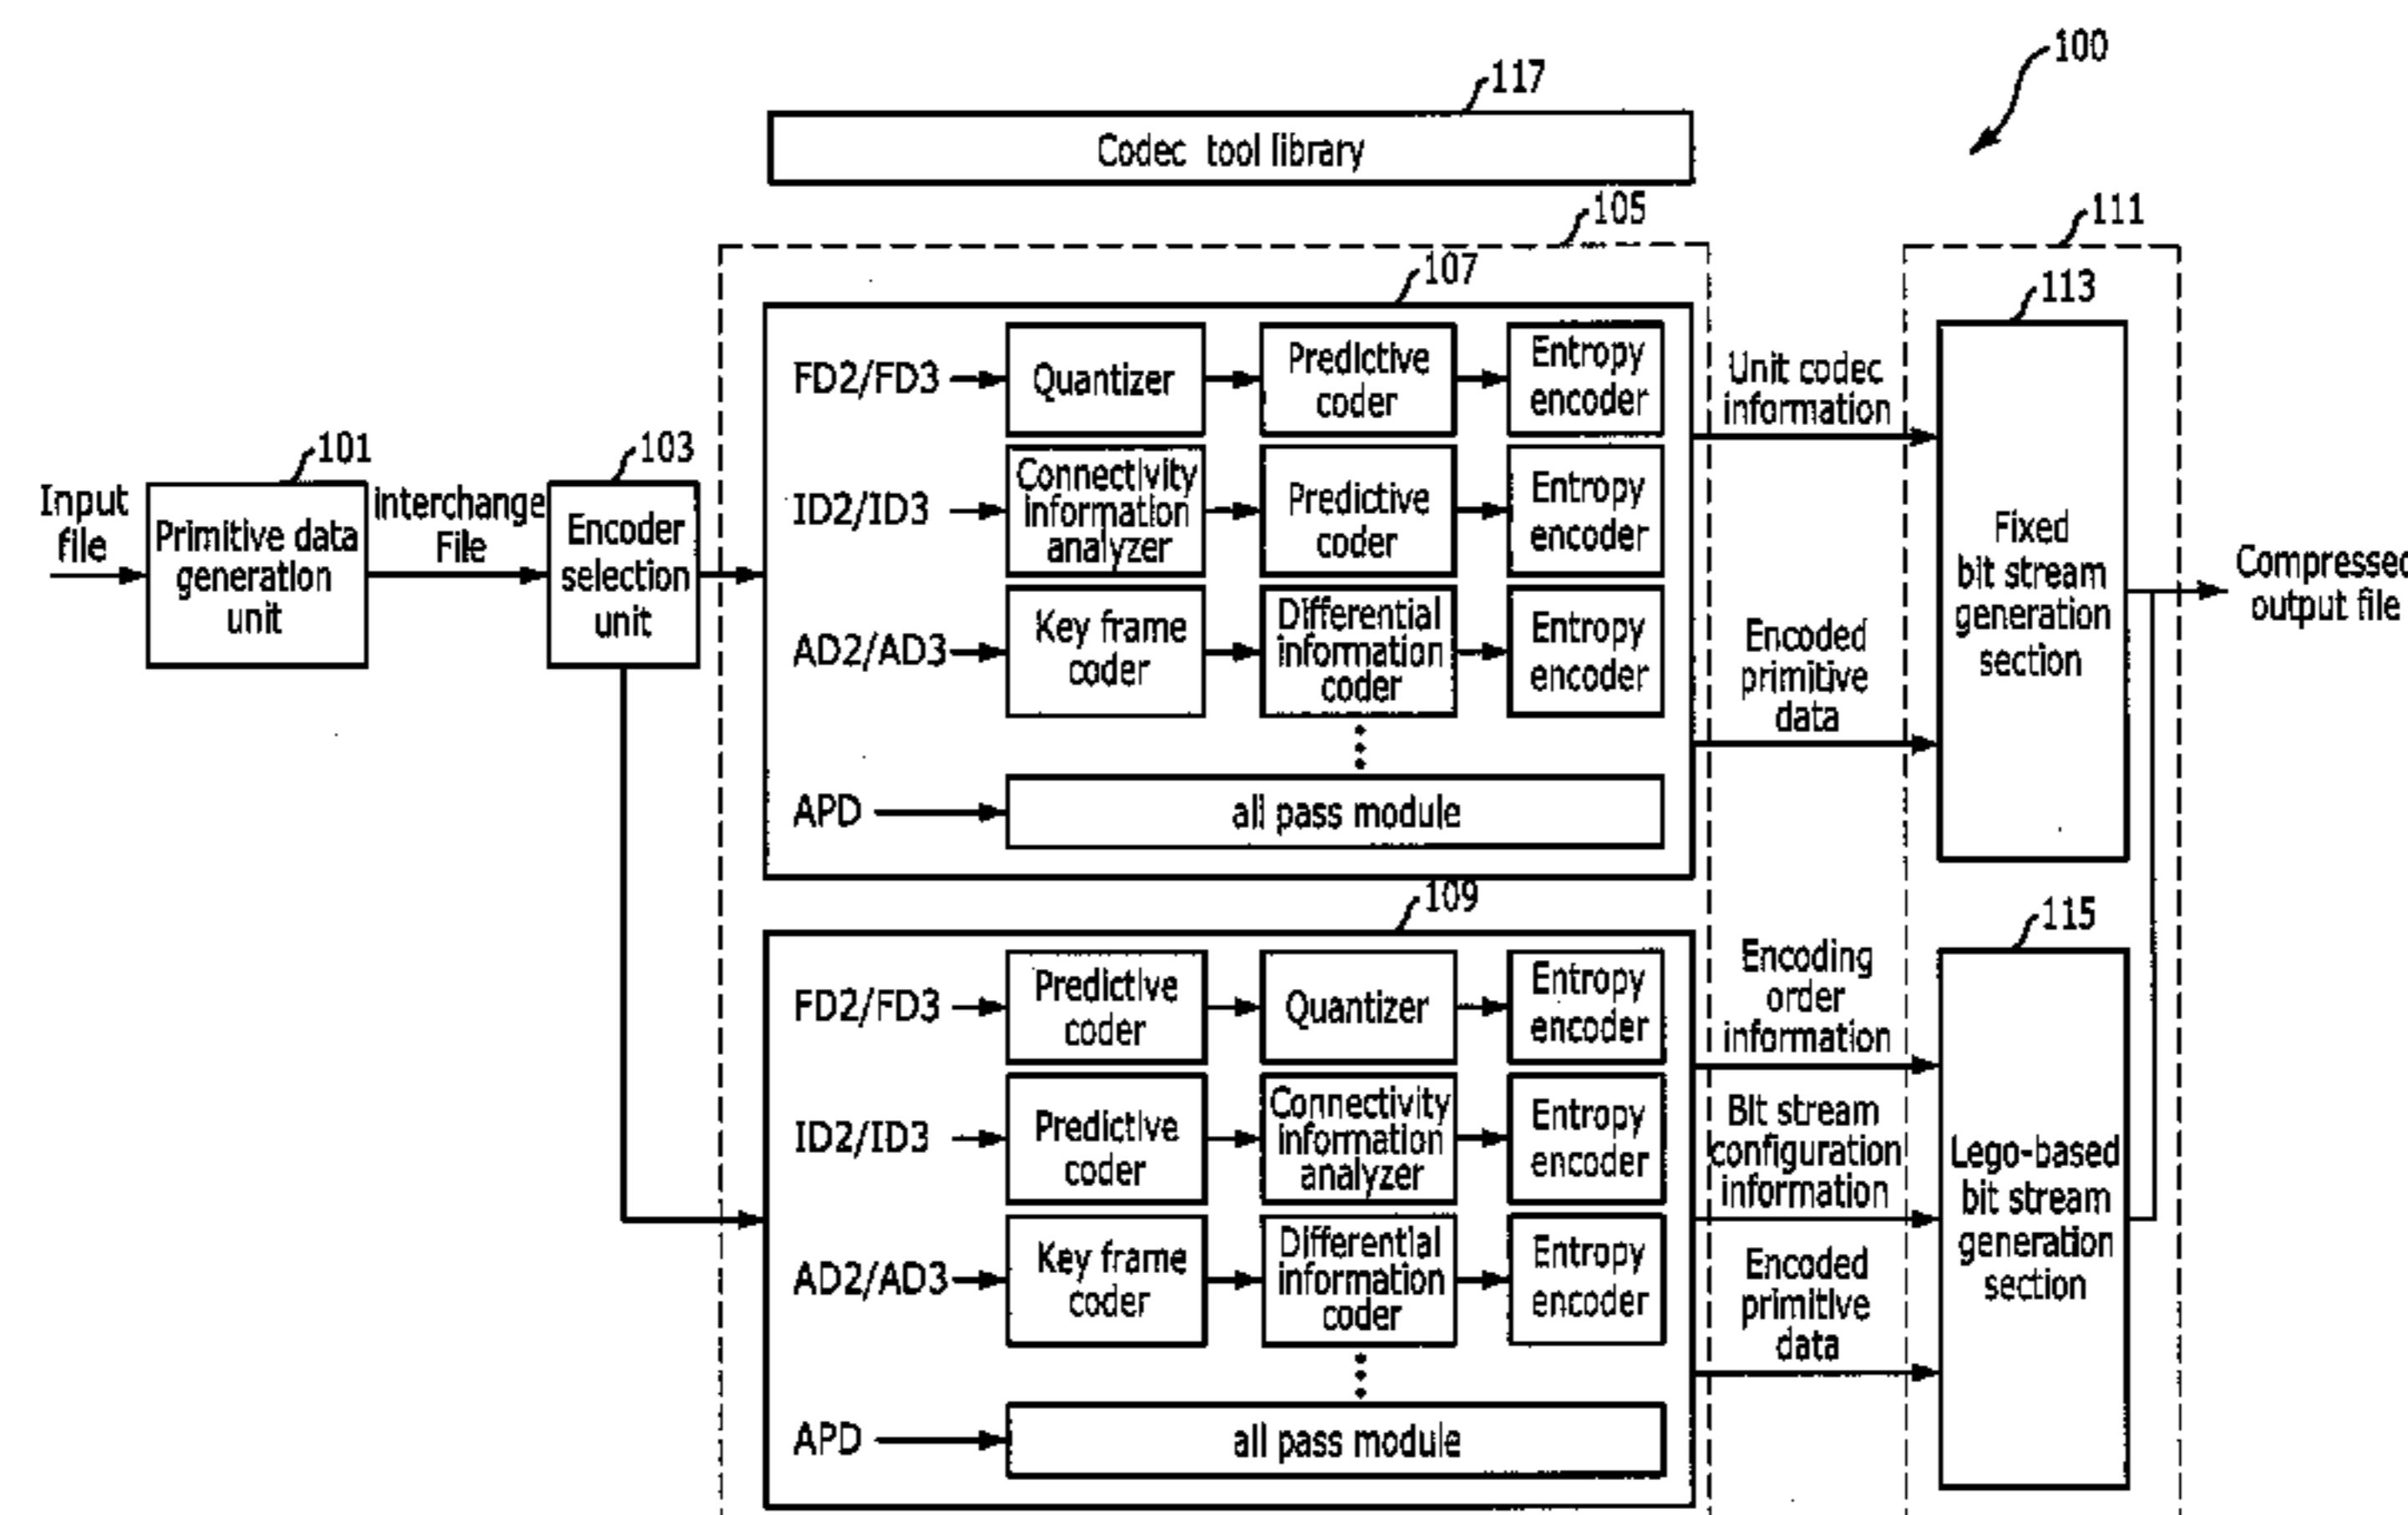 100
117
Codec tool library
105
111
107
113
FD2/FD3
Quantizer
Predictive
coder
Entropy
encoder
Unit codec
information
101
103
Input
file
Primitive data
generation
unit
interchange
File
Encoder
selection
unit
ID2/ID3
Connectivity
information
analyzer
Predictive
coder
Entropy
encoder
Fixed
bit stream
generation
section
Compressed
output file
AD2/AD3
Key frame
coder
Differential
information
coder
Entropy
encoder
Encoded
primitive
data
APD
all pass module
109
115
FD2/FD3
Predictive
coder
Quantizer
Entropy
encoder
Encoding
order
information
ID2/ID3
Predictive
coder
Connectivity
information
analyzer
Entropy
encoder
Bit stream
configuration
information
Lego-based
bit stream
generation
section
AD2/AD3
Key frame
coder
Differential
information
coder
Entropy
encoder
Encoded
primitive
data
APD
all pass module